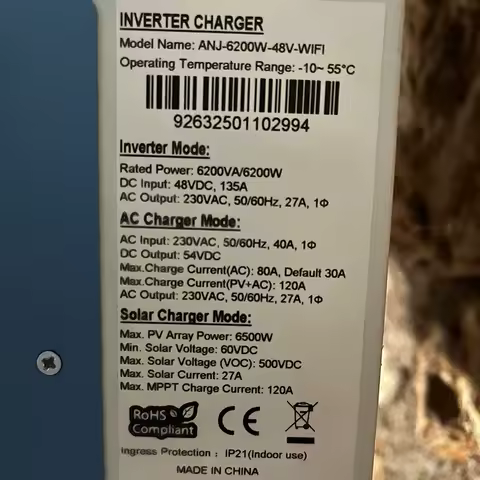 INVERTER CHARGER
Model Name: ANJ-6200W-48V-WIFI
Operating Temperature Range: -10~ 55°C
92632501102994
Inverter Mode:
Rated Power: 6200VA/6200W
DC Input: 48VDC, 135A
AC Output: 230VAC, 50/60Hz, 27A, 1Φ
AC Charger Mode:
AC Input: 230VAC, 50/60Hz, 40A, 1Φ
DC Output: 54VDC
Max.Charge Current(AC): 80A, Default 30A
Max.Charge Current(PV+AC): 120A
AC Output: 230VAC, 50/60Hz, 27A, 1Φ
Solar Charger Mode:
Max. PV Array Power: 6500W
Min. Solar Voltage: 60VDC
Max. Solar Voltage (VOC): 500VDC
Max. Solar Current: 27A
Max. MPPT Charge Current: 120A
RoHS
Compliant
CE
Ingress Protection : IP21(Indoor use)
MADE IN CHINA